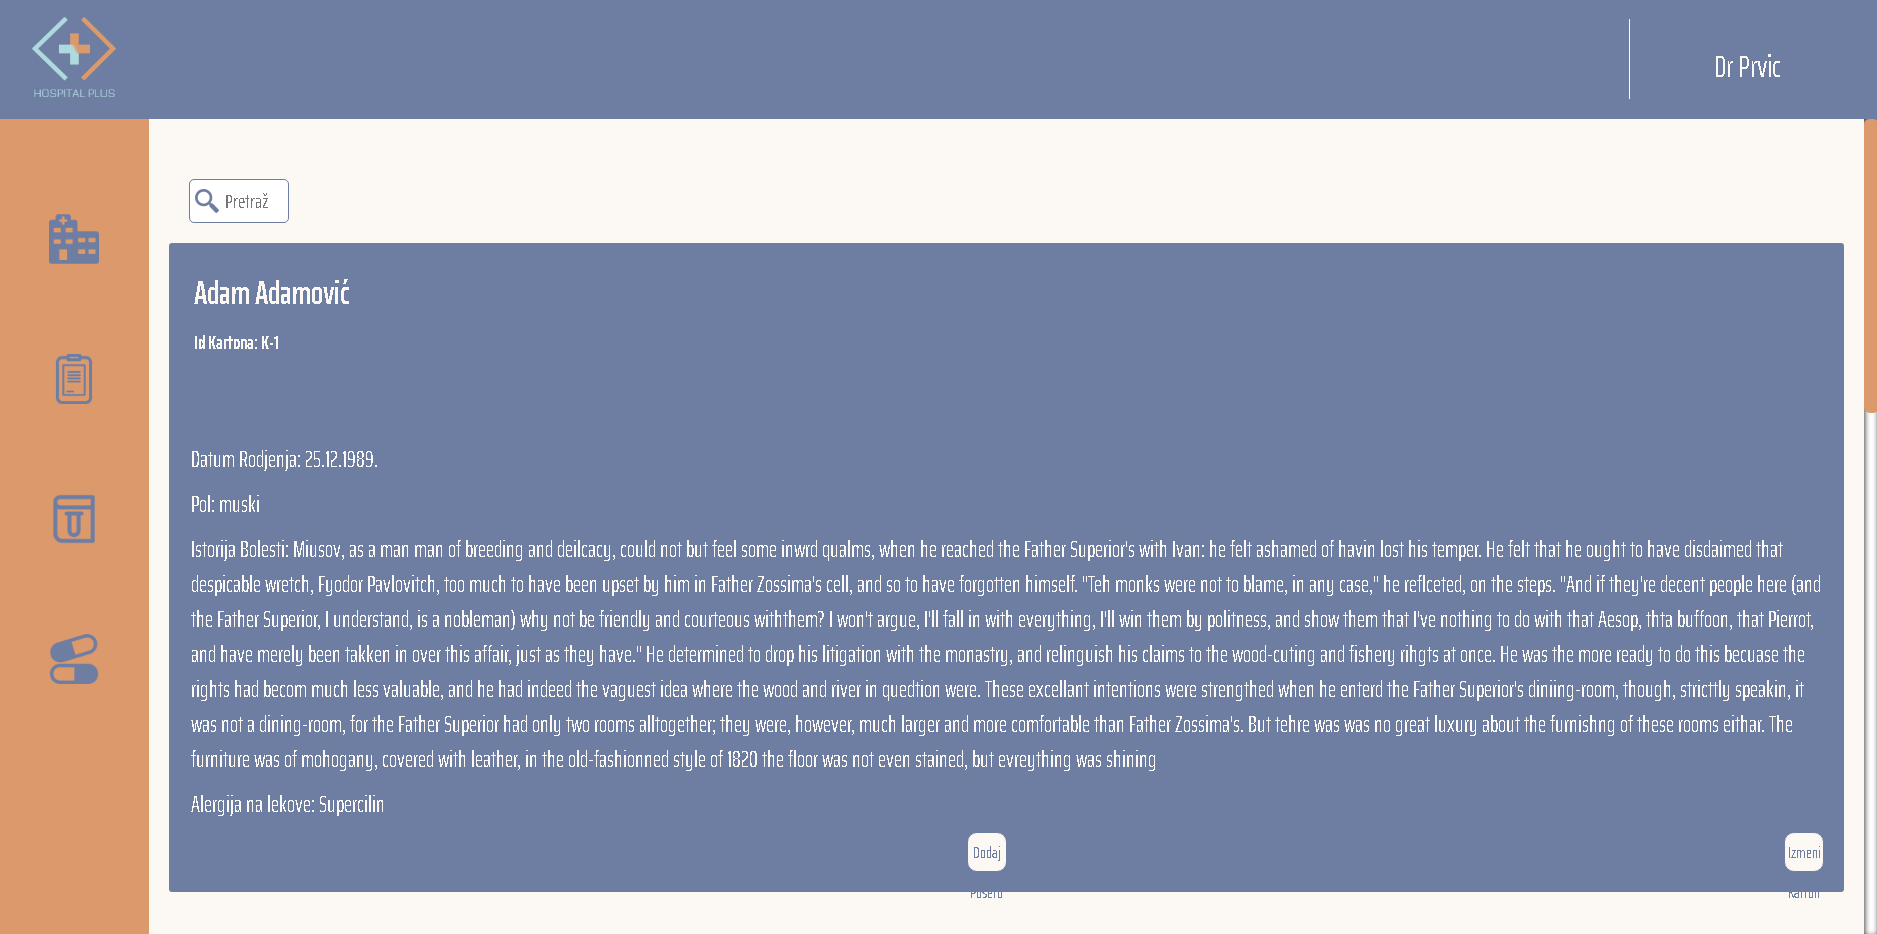 HOSPITAL PLUS
Dr Prvic
Pretraž
Adam Adamović
Id Kartona: K-1
Datum Rodjenja: 25.12.1989.
Pol: muski
Istorija Bolesti: Miusov, as a man man of breeding and deilcacy, could not but feel some inwrd qualms, when he reached the Father Superior's with Ivan: he felt ashamed of havin lost his temper. He felt that he ought to have disdaimed that
despicable wretch, Fyodor Pavlovitch, too much to have been upset by him in Father Zossima's cell, and so to have forgotten himself. "Teh monks were not to blame, in any case," he reflceted, on the steps. "And if they're decent people here (and
the Father Superior, I understand, is a nobleman) why not be friendly and courteous withthem? I won't argue, I'll fall in with everything, I'll win them by politness, and show them that I've nothing to do with that Aesop, thta buffoon, that Pierrot,
and have merely been takken in over this affair, just as they have." He determined to drop his litigation with the monastry, and relinguish his claims to the wood-cuting and fishery rihgts at once. He was the more ready to do this becuase the
rights had becom much less valuable, and he had indeed the vaguest idea where the wood and river in quedtion were. These excellant intentions were strengthed when he enterd the Father Superior's diniing-room, though, stricttly speakin, it
was not a dining-room, for the Father Superior had only two rooms alltogether; they were, however, much larger and more comfortable than Father Zossima's. But tehre was was no great luxury about the furnishng of these rooms eithar. The
furniture was of mohogany, covered with leather, in the old-fashionned style of 1820 the floor was not even stained, but evreything was shining
Alergija na lekove: Supercilin
Dodaj
Izmeni
Karton